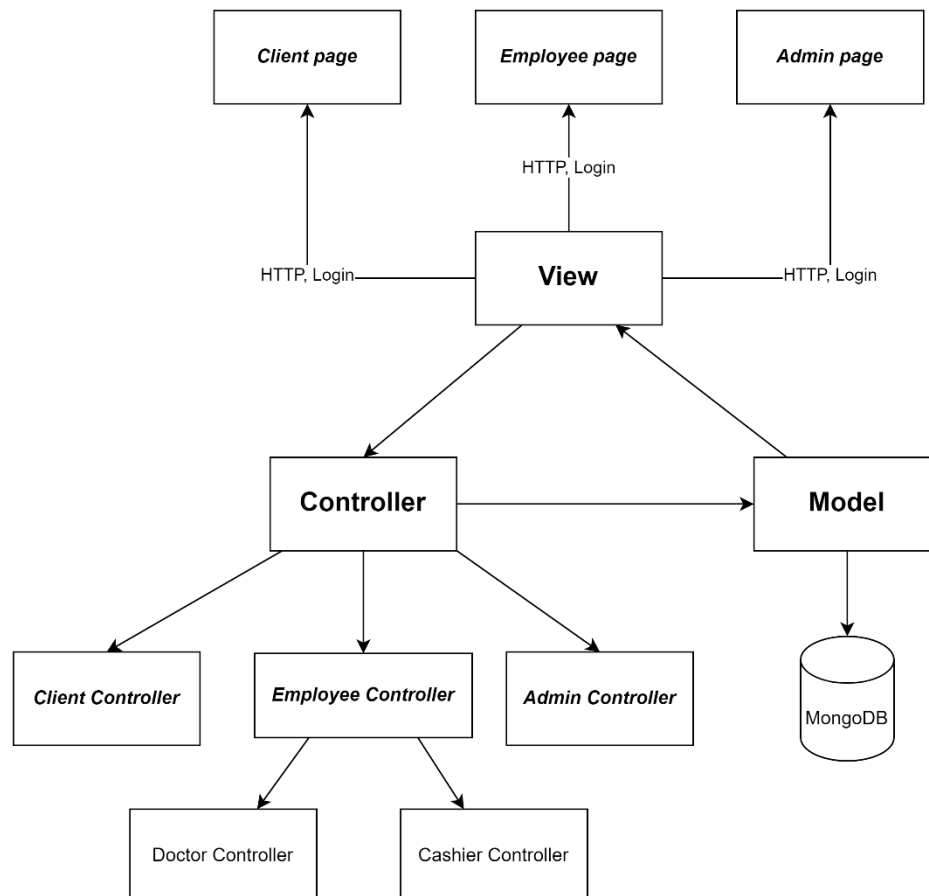 Client page
Employee page
Admin page
HTTP, Login
HTTP, Login
HTTP, Login
View
Controller
Model
Client Controller
Employee Controller
Admin Controller
MongoDB
Doctor Controller
Cashier Controller